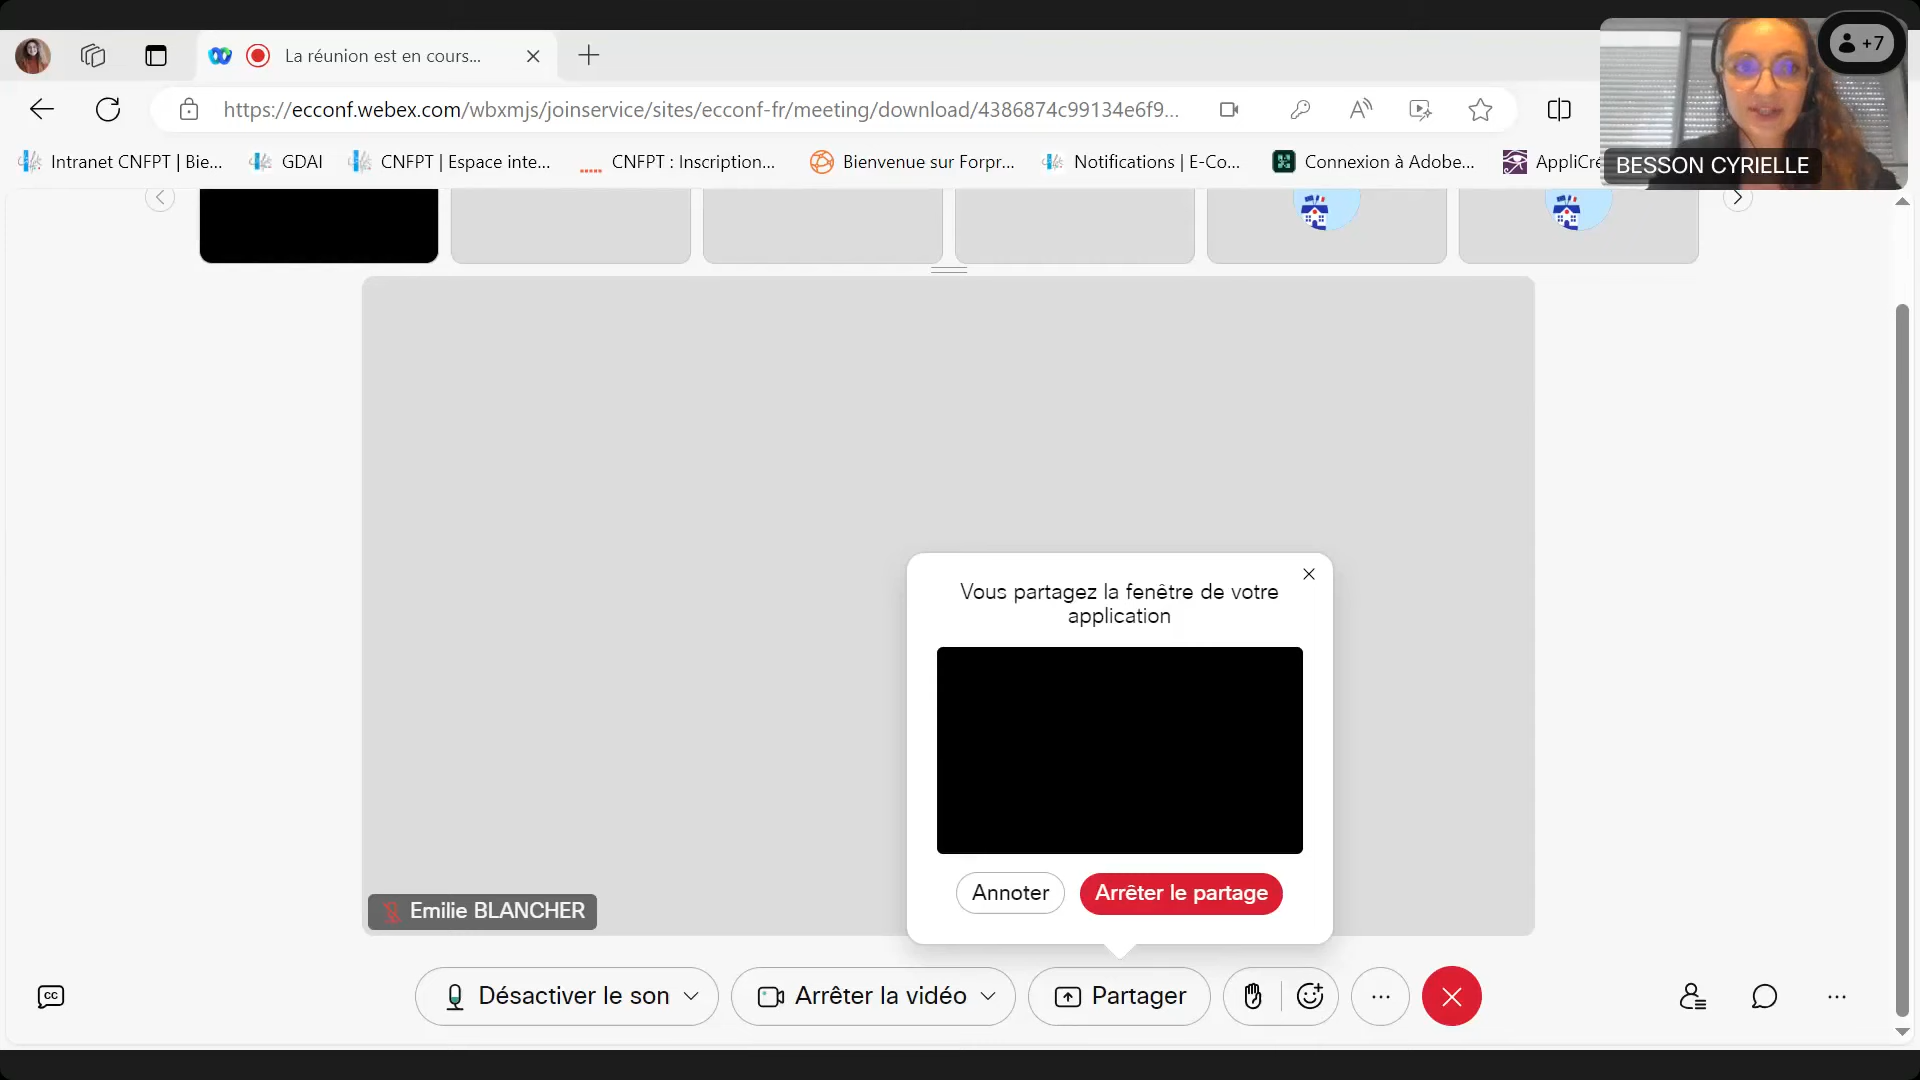 La réunion est en cours...
+7
https://ecconf.webex.com/wbxmjs/joinservice/sites/ecconf-fr/meeting/download/4386874c99134e6f9...
Intranet CNFPT | Bie...
GDAI
CNFPT | Espace inte...
CNFPT : Inscription...
Bienvenue sur Forpr...
Notifications | E-Co...
Connexion à Adobe...
AppliCre
BESSON CYRIELLE
Vous partagez la fenêtre de votre
application
Annoter
Arrêter le partage
Emilie BLANCHER
CC
Désactiver le son
Arrêter la vidéo
Partager